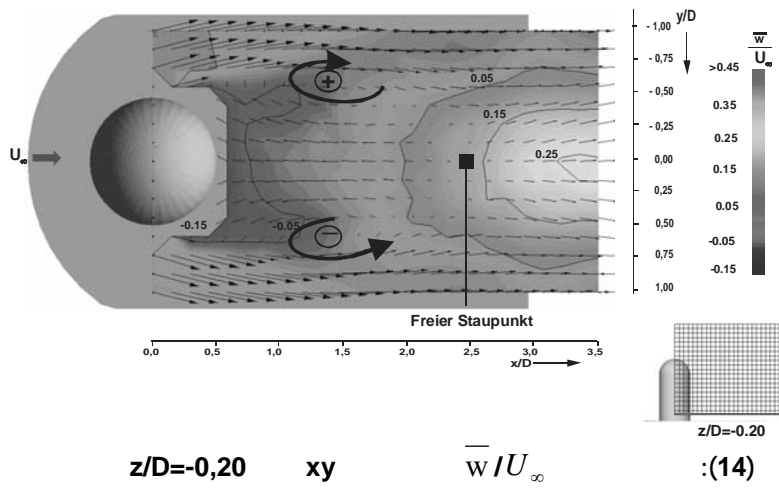 y/D
w̅
U∞
- 1,00
- 0,75
- 0,50
- 0,25
0,00
0,25
0,50
0,75
1,00
>0.45
0.35
0.25
0.15
0.05
-0.05
-0.15
0.05
0.15
0.25
-0.15
-0.05
+
−
U∞
Freier Staupunkt
0,0 0,5 1,0 1,5 2,0 2,5 3,0 3,5
x/D
z/D=-0.20
z/D=-0,20 xy w̅ /U∞ :(14)